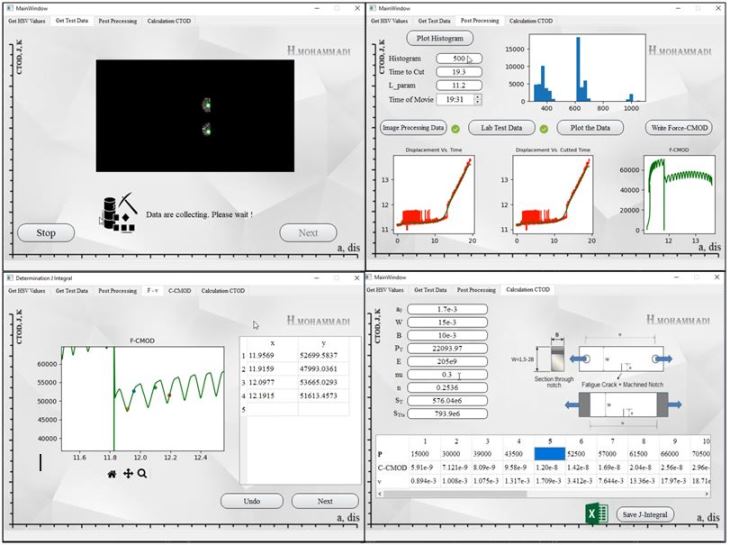 MainWindow
Get HSV Values Get Test Data Post Processing Calculation CTOD
CTOD, J, K
H.MOHAMMADI
Data are collecting. Please wait !
Stop
Next
a, dis
MainWindow
Get HSV Values Get Test Data Post Processing Calculation CTOD
CTOD, J, K
H.MOHAMMADI
Plot Histogram
Histogram 500
Time to Cut 19.3
L_param 11.2
Time of Movie 19:31
15000
10000
5000
0
400 600 800 1000
Image Processing Data Lab Test Data Plot the Data Write Force-CMOD
Displacement Vs. Time
13
12
11
0 10 20
Displacement Vs. Cutted Time
13
12
11
0 10 20
F-CMOD
60000
40000
20000
0
12 13
a, dis
Determination J Integral
Get HSV Values Get Test Data Post Processing F - v C-CMOD Calculation CTOD
CTOD, J, K
H.MOHAMMADI
F-CMOD
60000
55000
50000
45000
40000
11.6 11.8 12.0 12.2 12.4
x y
1 11.9569 52699.5837
2 11.9159 47993.0361
3 12.0977 53665.0293
4 12.1915 51613.4573
5
Undo
Next
a, dis
MainWindow
Get HSV Values Get Test Data Post Processing Calculation CTOD
CTOD, J, K
H.MOHAMMADI
a₀ 1.7e-3
W 15e-3
B 10e-3
22093.97
E 205e9
nu 0.3
n 0.2536
576.04e6
793.9e6
B
W=1.5-2B
Section through
notch
Fatigue Crack + Machined Notch
1 2 3 4 5 6 7 8 9 10
P 15000 30000 39000 43500 52500 57000 61500 66000 70500
C-CMOD 5.91e-9 7.121e-9 8.09e-9 9.58e-9 1.20e-8 1.42e-8 1.69e-8 2.04e-8 2.56e-8 2.96e-
v 0.894e-3 1.008e-3 1.075e-3 1.317e-3 1.709e-3 3.412e-3 7.644e-3 13.36e-3 17.97e-3 18.71e
Save J-Integral
a, dis